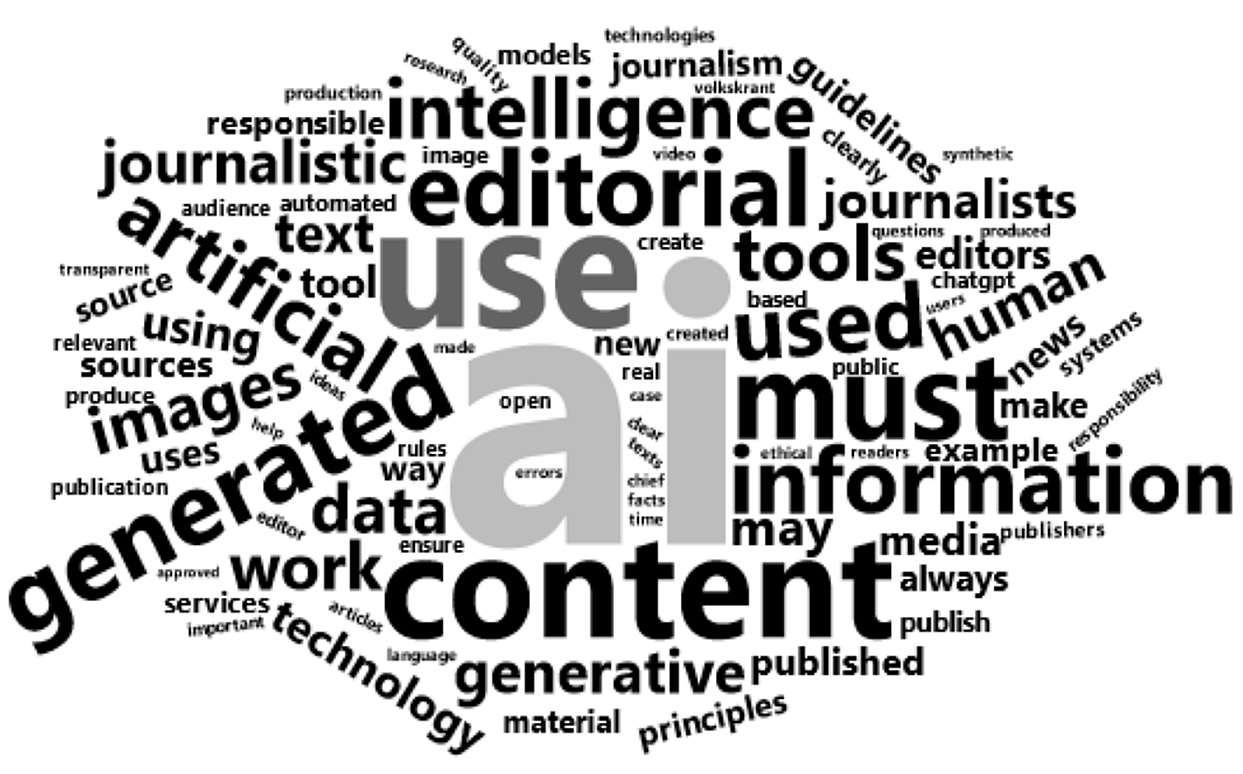 technologies
quality
models
research
journalism
guidelines
volkskrant
production
intelligence
responsible
clearly
journalistic
image
video
synthetic
editorial
artificial
audience
automated
journalists
text
use
create
tools
questions
produced
editors
transparent
source
tool
chatgpt
human
based
users
used
using
relevant
made
new
created
news
systems
sources
ai
real
public
must
ideas
produce
images
open
case
make
responsibility
generated
help
clear
texts
uses
rules
way
errors
ethical
readers
example
publication
chief
information
facts
data
time
editor
may
ensure
media
publishers
work
content
approved
always
services
important
technology
articles
publish
language
generative
published
material
principles